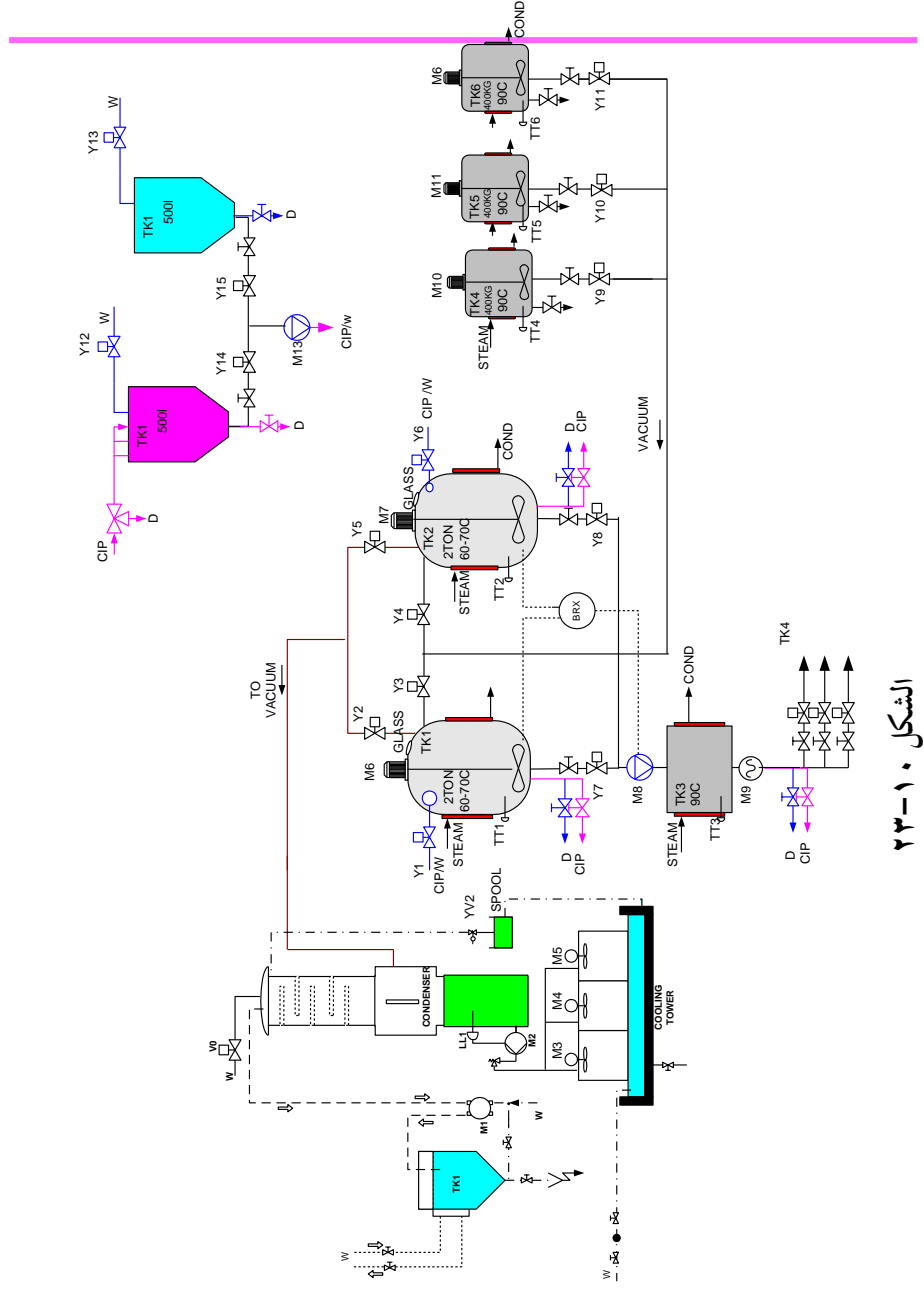 CIP
D
TK1
500l
Y12
W
D
Y14
M13
CIP/w
Y15
TK1
500l
Y13
W
D
TO
VACUUM
Y2
GLASS
M6
TK1
2TON
60-70C
Y1
CIP/W
STEAM
TT1
D
CIP
Y3
Y4
Y5
M7
GLASS
Y6
CIP /W
TK2
2TON
60-70C
STEAM
COND
TT2
D
CIP
Y7
Y8
BRX
M8
STEAM
TK3
90C
TT3
COND
M9
D
CIP
TK4
VACUUM
M10
TK4
400KG
90C
STEAM
TT4
Y9
M11
TK5
400KG
90C
TT5
Y10
M6
TK6
400KG
90C
COND
TT6
Y11
V0
W
CONDENSER
LL1
M2
YV2
SPOOL
M3
M4
M5
COOLING
TOWER
M1
W
TK1
W
W
الشكل ١٠-٢٣